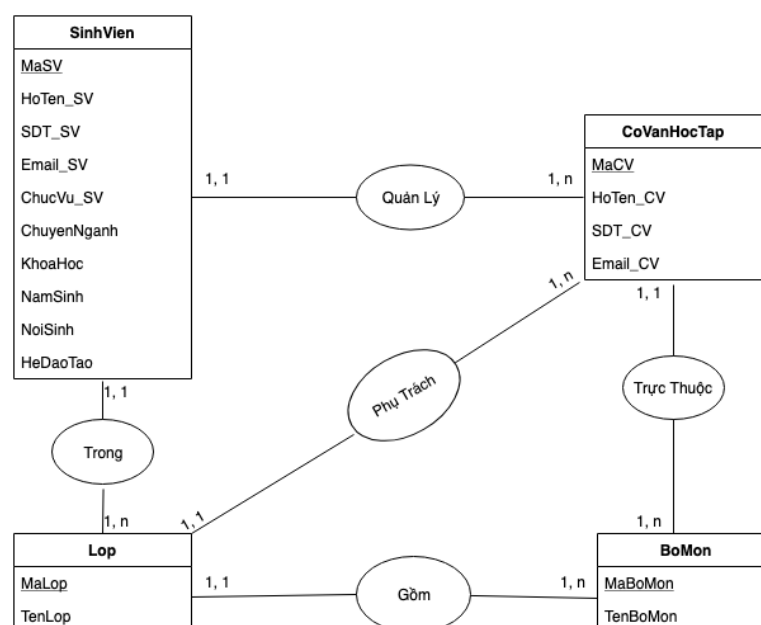 SinhVien
MaSV
HoTen_SV
SDT_SV
Email_SV
ChucVu_SV
ChuyenNganh
KhoaHoc
NamSinh
NoiSinh
HeDaoTao
1, 1
Quản Lý
1, n
CoVanHocTap
MaCV
HoTen_CV
SDT_CV
Email_CV
1, n
1, 1
Phụ Trách
Trực Thuộc
1, 1
Trong
1, n
1, 1
1, n
Lop
MaLop
TenLop
1, 1
Gồm
1, n
BoMon
MaBoMon
TenBoMon